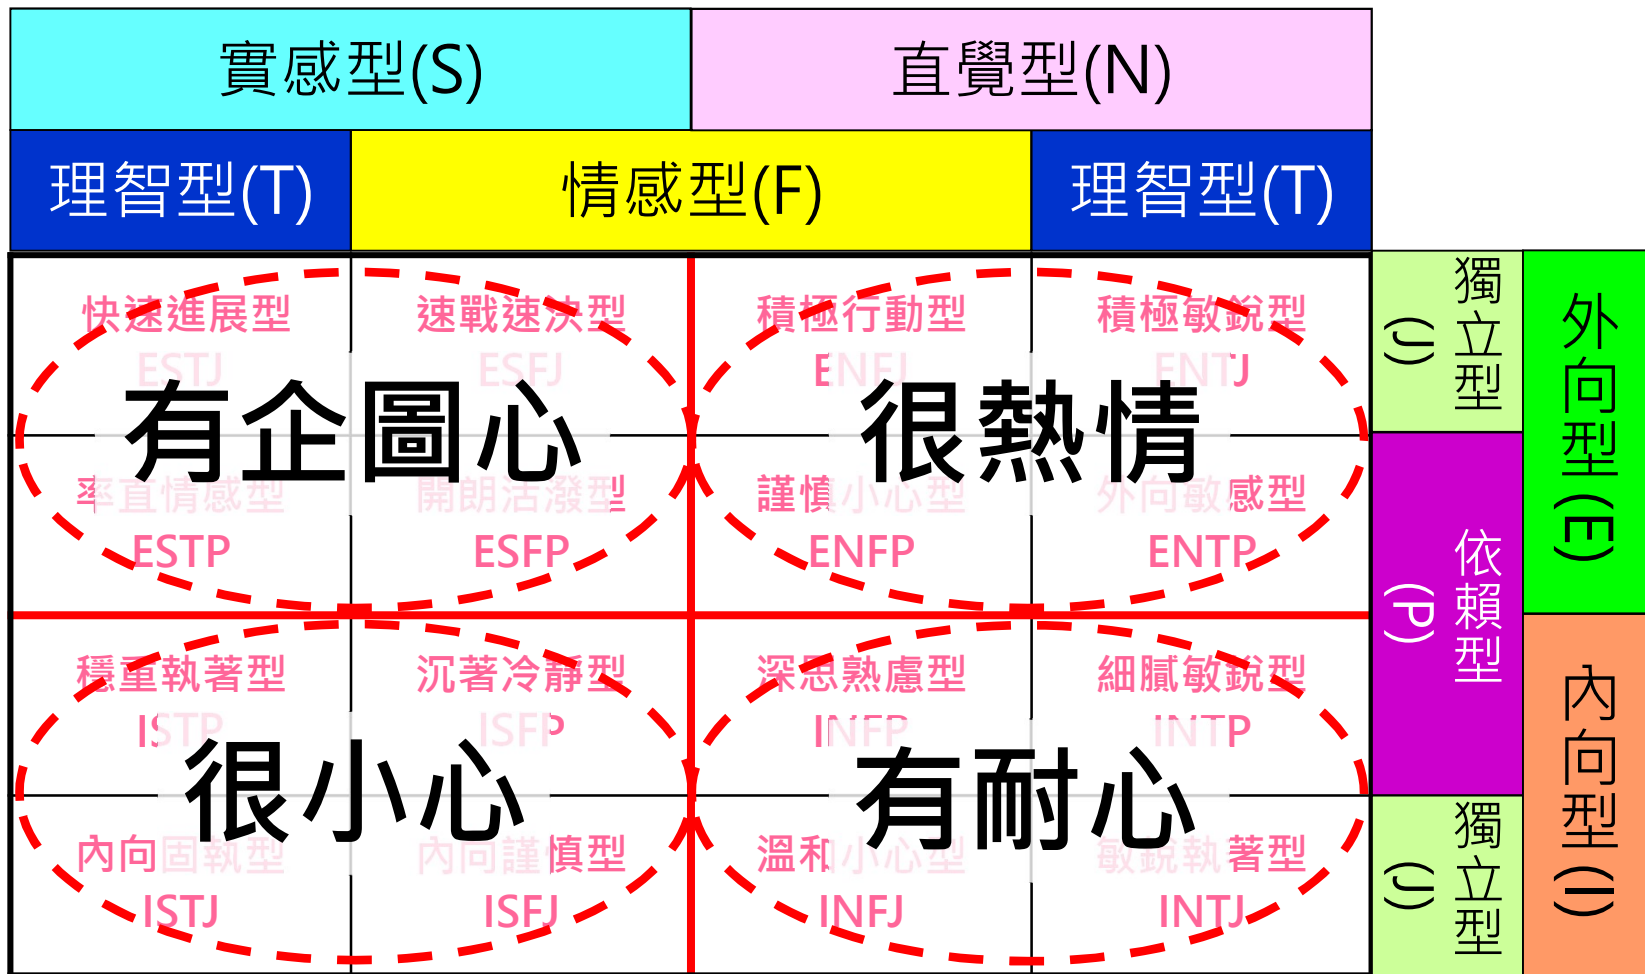 實感型(S)
直覺型(N)
理智型(T)
情感型(F)
理智型(T)
快速進展型
速戰速決型
積極行動型
積極敏銳型
ESTJ
ESFJ
ENFJ
ENTJ
有企圖心
很熱情
率直情感型
開朗活潑型
謹慎小心型
外向敏感型
ESTP
ESFP
ENFP
ENTP
穩重執著型
沉著冷靜型
深思熟慮型
細膩敏銳型
ISTP
ISFP
INFP
INTP
很小心
有耐心
內向固執型
內向謹慎型
溫和小心型
敏銳執著型
ISTJ
ISFJ
INFJ
INTJ
獨立型
(J)
依賴型
(P)
獨立型
(J)
外向型(E)
內向型(I)